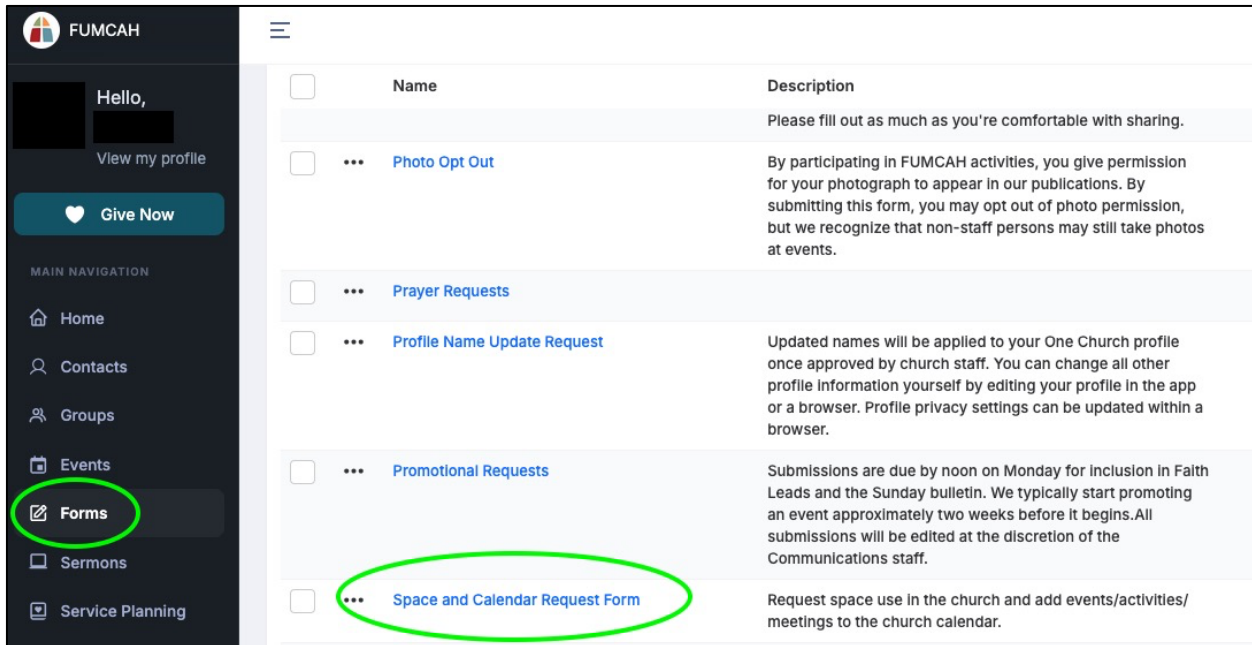 FUMCAH
Hello,
View my profile
Give Now
MAIN NAVIGATION
Home
Contacts
Groups
Events
Forms
Sermons
Service Planning
Name Description
Please fill out as much as you're comfortable with sharing.
Photo Opt Out By participating in FUMCAH activities, you give permission
for your photograph to appear in our publications. By
submitting this form, you may opt out of photo permission,
but we recognize that non-staff persons may still take photos
at events.
Prayer Requests
Profile Name Update Request Updated names will be applied to your One Church profile
once approved by church staff. You can change all other
profile information yourself by editing your profile in the app
or a browser. Profile privacy settings can be updated within a
browser.
Promotional Requests Submissions are due by noon on Monday for inclusion in Faith
Leads and the Sunday bulletin. We typically start promoting
an event approximately two weeks before it begins.All
submissions will be edited at the discretion of the
Communications staff.
Space and Calendar Request Form Request space use in the church and add events/activities/
meetings to the church calendar.